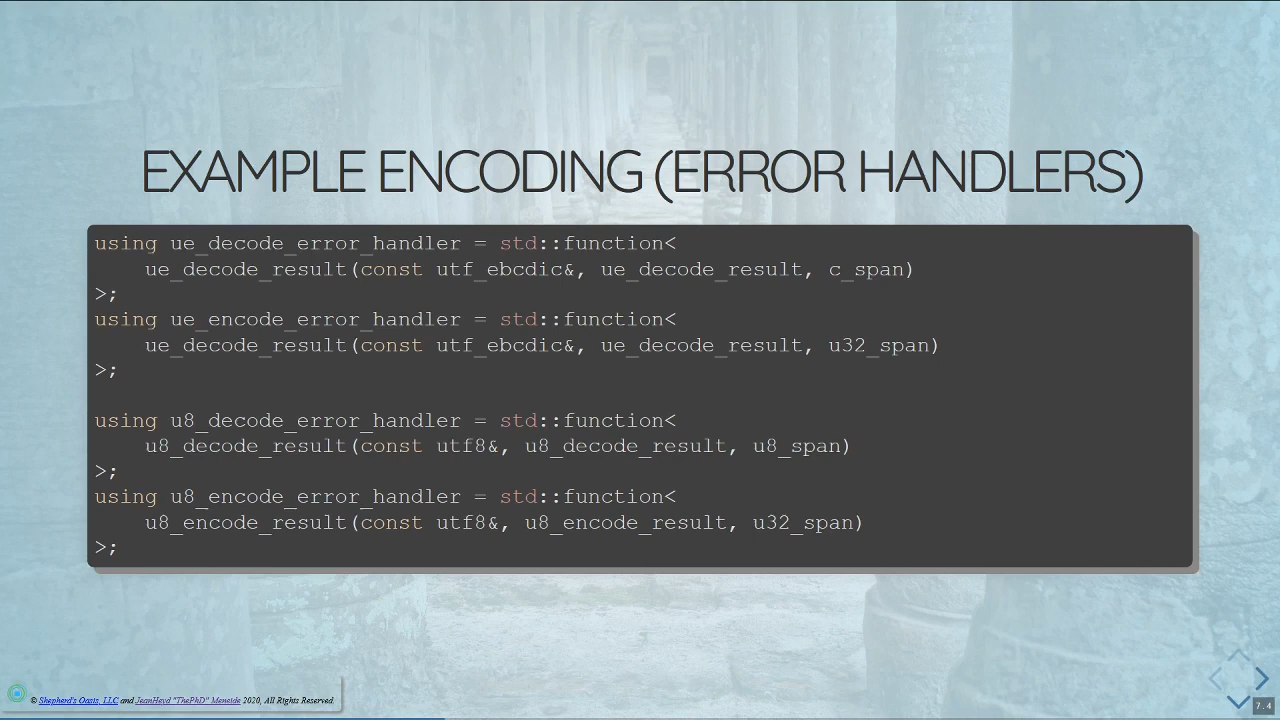 EXAMPLE ENCODING (ERROR HANDLERS)
using ue_decode_error_handler = std::function<
    ue_decode_result(const utf_ebcdic&, ue_decode_result, c_span)
>;
using ue_encode_error_handler = std::function<
    ue_decode_result(const utf_ebcdic&, ue_decode_result, u32_span)
>;
using u8_decode_error_handler = std::function<
    u8_decode_result(const utf8&, u8_decode_result, u8_span)
>;
using u8_encode_error_handler = std::function<
    u8_encode_result(const utf8&, u8_encode_result, u32_span)
>;
© Shepherd's Oasis, LLC and JeanHeyd "ThePhD" Meneide 2020, All Rights Reserved
7.4